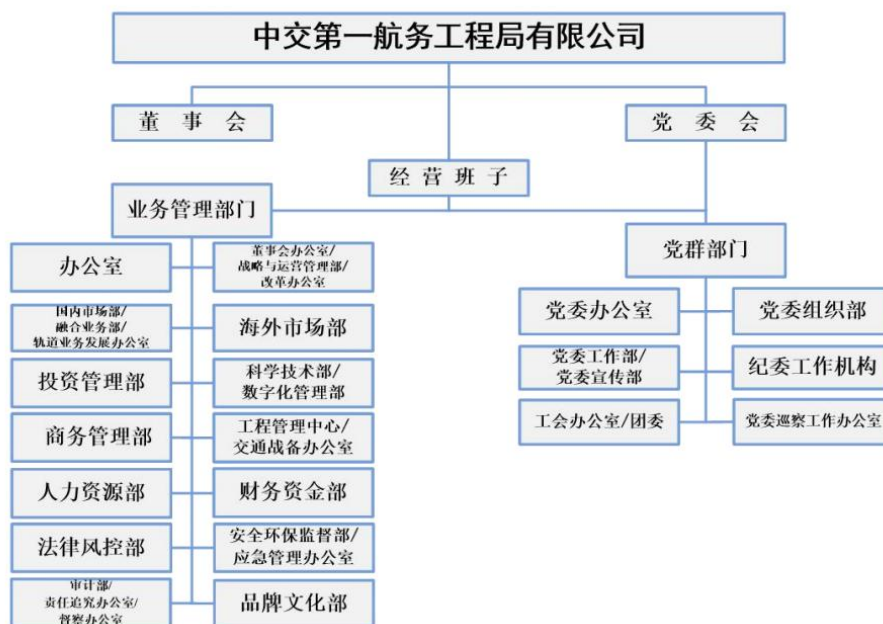 中交第一航务工程局有限公司
董事会
党委会
经营班子
业务管理部门
党群部门
办公室
董事会办公室/
战略与运营管理部/
改革办公室
国内市场部/
融合业务部/
轨道业务发展办公室
海外市场部
投资管理部
科学技术部/
数字化管理部
商务管理部
工程管理中心/
交通战备办公室
人力资源部
财务资金部
法律风控部
安全环保监督部/
应急管理办公室
审计部/
责任追究办公室/
督察办公室
品牌文化部
党委办公室
党委组织部
党委工作部/
党委宣传部
纪委工作机构
工会办公室/团委
党委巡察工作办公室